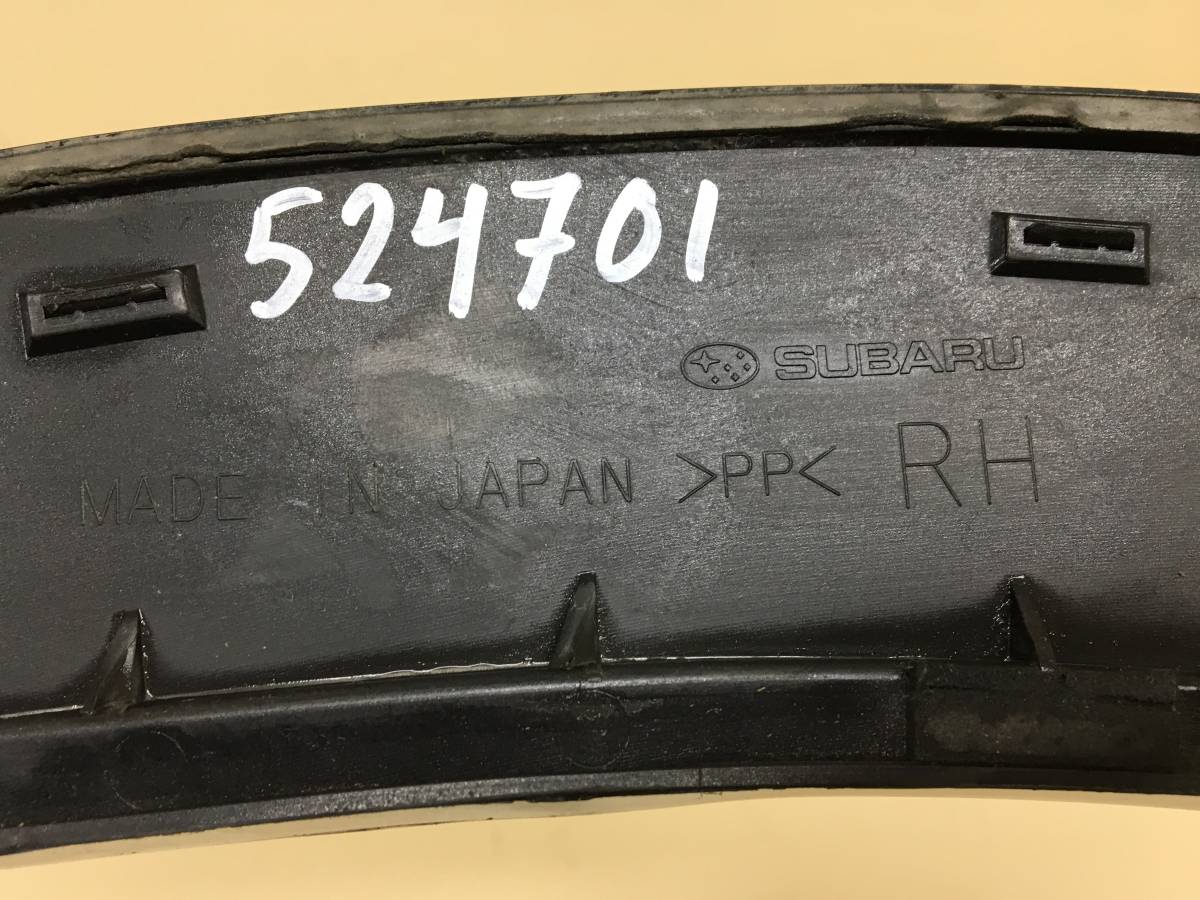 524701
SUBARU
MADE IN JAPAN >PP< RH